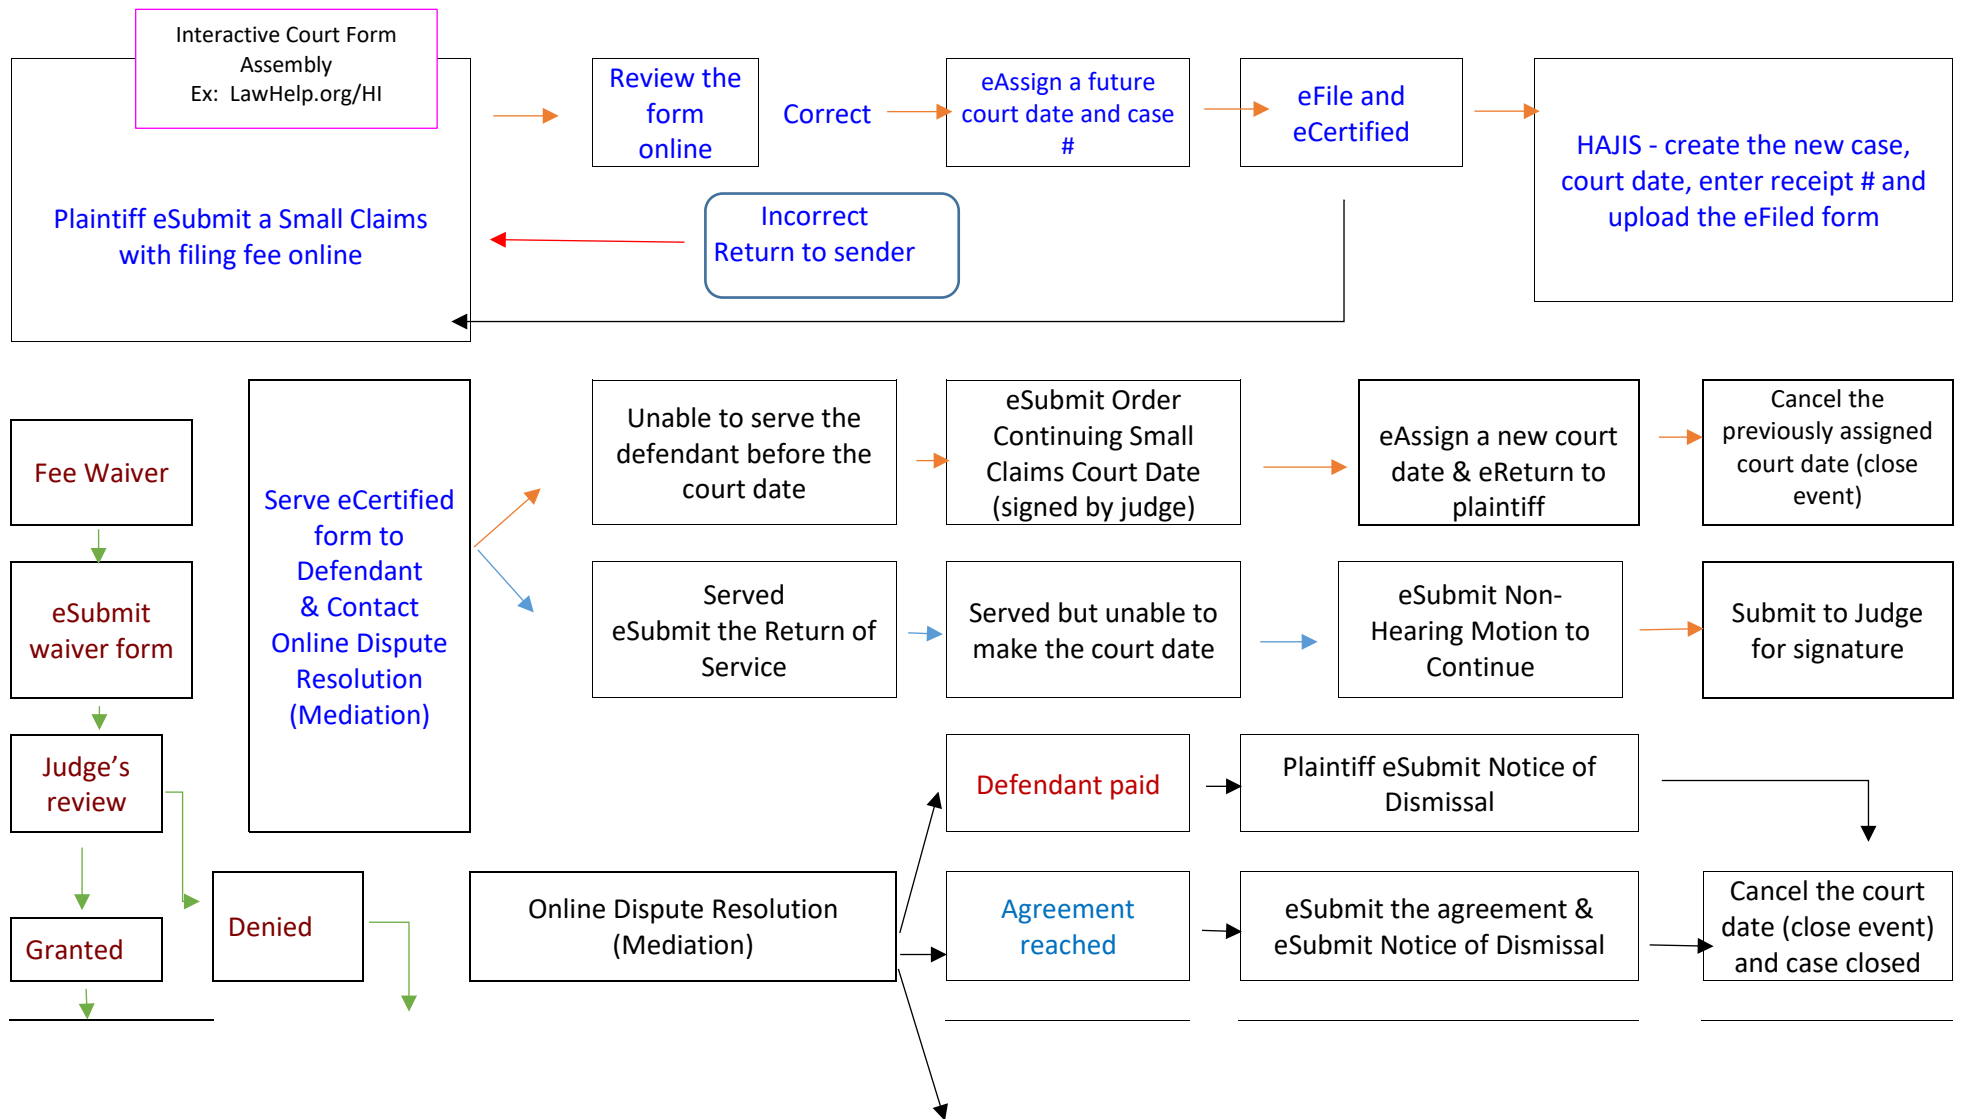 Interactive Court Form
Assembly
Ex:  LawHelp.org/HI
Plaintiff eSubmit a Small Claims
with filing fee online
Review the
form
online
Correct
eAssign a future
court date and case
#
eFile and
eCertified
HAJIS - create the new case,
court date, enter receipt # and
upload the eFiled form
Incorrect
Return to sender
Fee Waiver
eSubmit
waiver form
Judge’s
review
Granted
Denied
Serve eCertified
form to
Defendant
& Contact
Online Dispute
Resolution
(Mediation)
Unable to serve the
defendant before the
court date
eSubmit Order
Continuing Small
Claims Court Date
(signed by judge)
eAssign a new court
date & eReturn to
plaintiff
Cancel the
previously assigned
court date (close
event)
Served
eSubmit the Return of
Service
Served but unable to
make the court date
eSubmit Non-
Hearing Motion to
Continue
Submit to Judge
for signature
Online Dispute Resolution
(Mediation)
Defendant paid
Plaintiff eSubmit Notice of
Dismissal
Agreement
reached
eSubmit the agreement &
eSubmit Notice of Dismissal
Cancel the court
date (close event)
and case closed